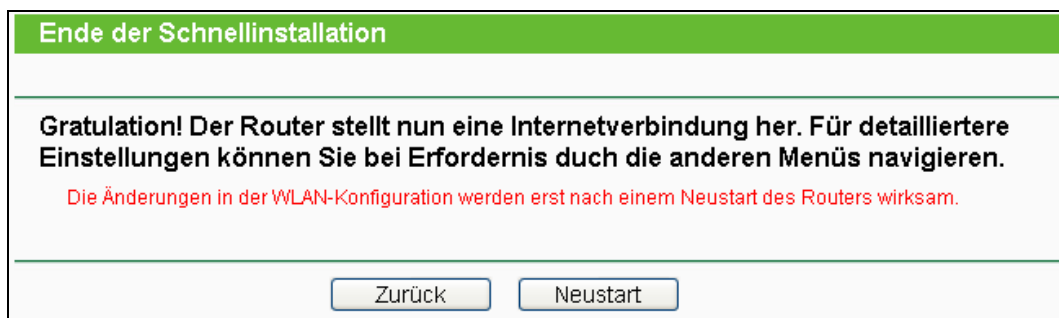 Ende der Schnellinstallation
Gratulation! Der Router stellt nun eine Internetverbindung her. Für detailliertere
Einstellungen können Sie bei Erfordernis duch die anderen Menüs navigieren.
Die Änderungen in der WLAN-Konfiguration werden erst nach einem Neustart des Routers wirksam.
Zurück Neustart